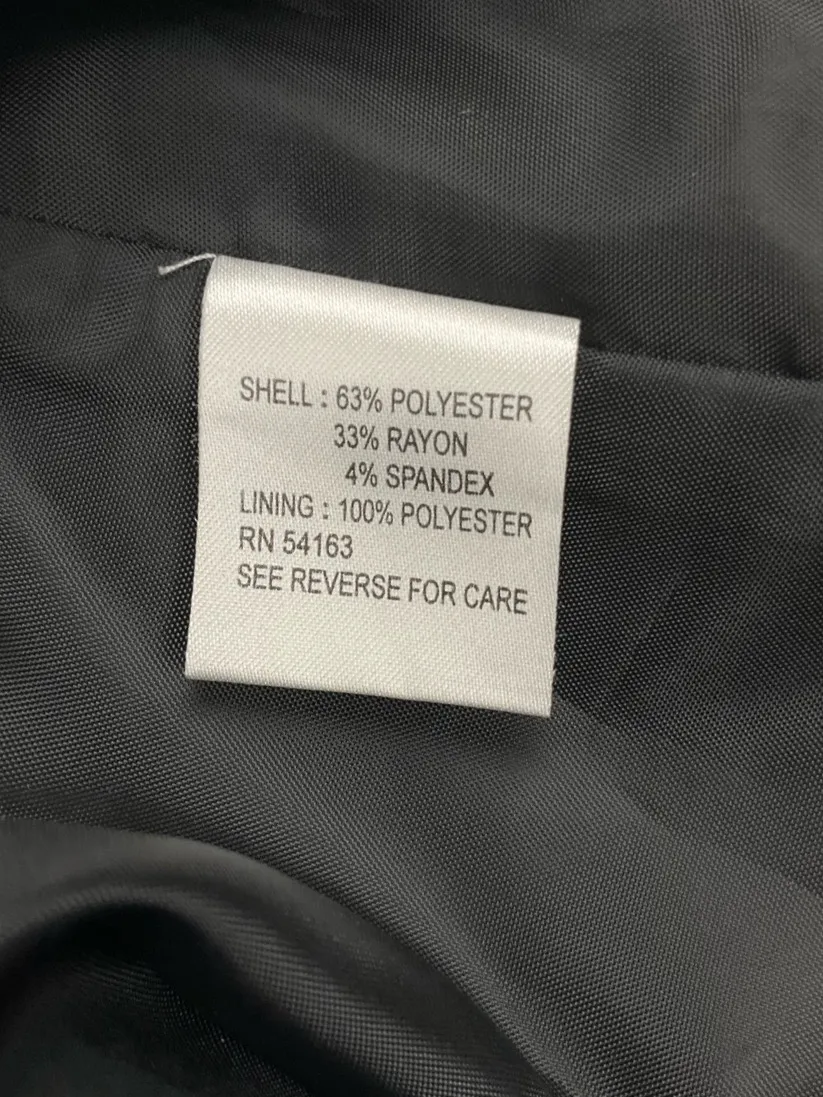 SHELL : 63% POLYESTER
33% RAYON
4% SPANDEX
LINING : 100% POLYESTER
RN 54163
SEE REVERSE FOR CARE